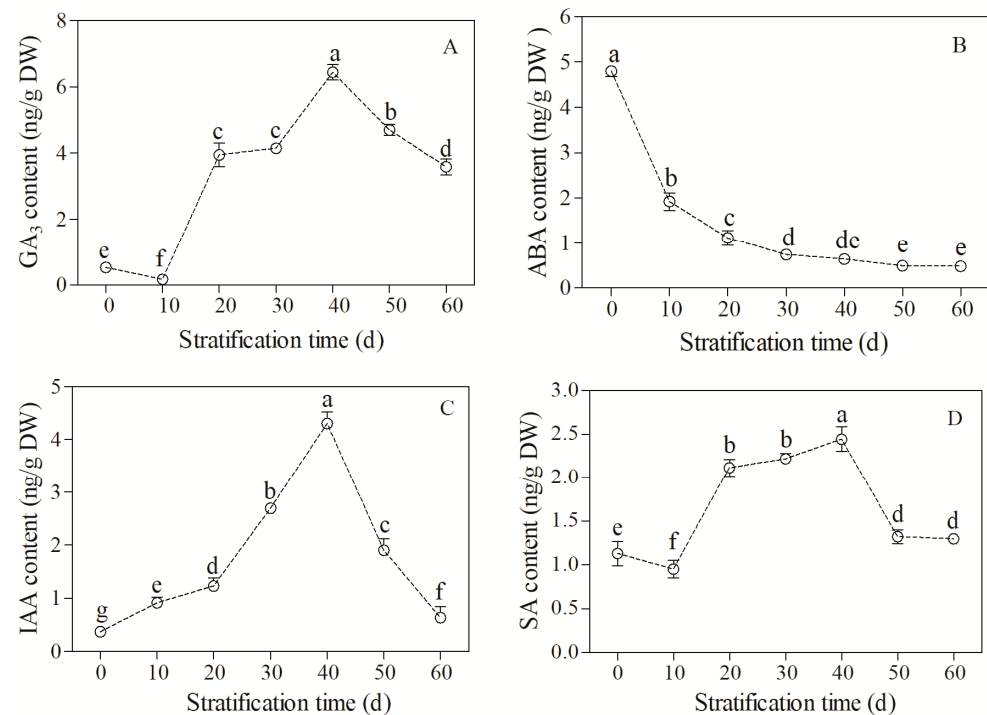 A
GA3 content (ng/g DW)
8
6
4
2
0
e
f
c
c
a
b
d
0 10 20 30 40 50 60
Stratification time (d)
B
ABA content (ng/g DW)
6
5
4
3
2
1
0
a
b
c
d
de
e
e
0 10 20 30 40 50 60
Stratification time (d)
C
IAA content (ng/g DW)
5
4
3
2
1
0
g
e
d
b
a
c
f
0 10 20 30 40 50 60
Stratification time (d)
D
SA content (ng/g DW)
3.0
2.5
2.0
1.5
1.0
0.5
0.0
e
f
b
b
a
d
d
0 10 20 30 40 50 60
Stratification time (d)